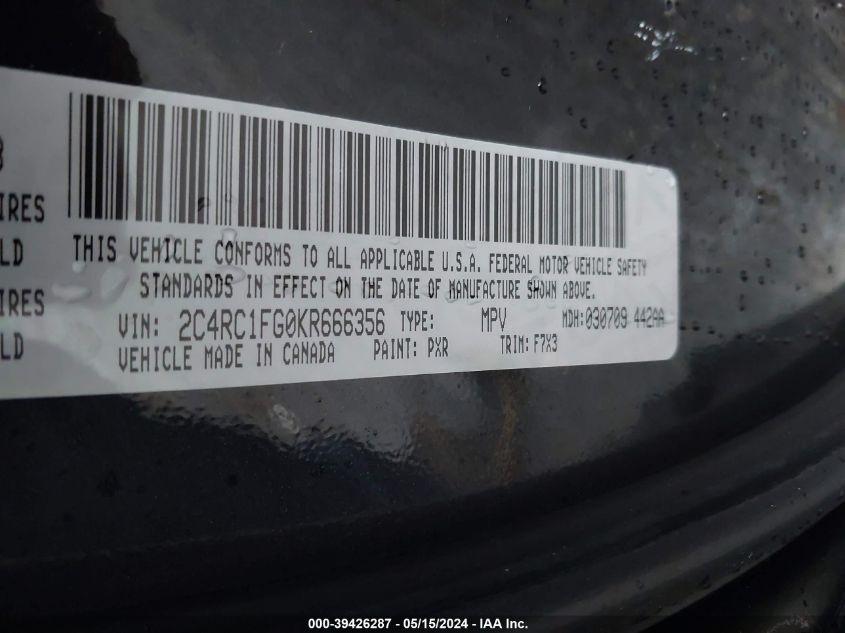 3
IRES
LD
IRES
LD
THIS VEHICLE CONFORMS TO ALL APPLICABLE U.S.A. FEDERAL MOTOR VEHICLE SAFETY
STANDARDS IN EFFECT ON THE DATE OF MANUFACTURE SHOWN ABOVE.
VIN: 2C4RC1FG0KR666356 TYPE: MPV MDH:030709 442AA
VEHICLE MADE IN CANADA PAINT: PXR TRIM: F7X3
000-39426287 - 05/15/2024 - IAA Inc.